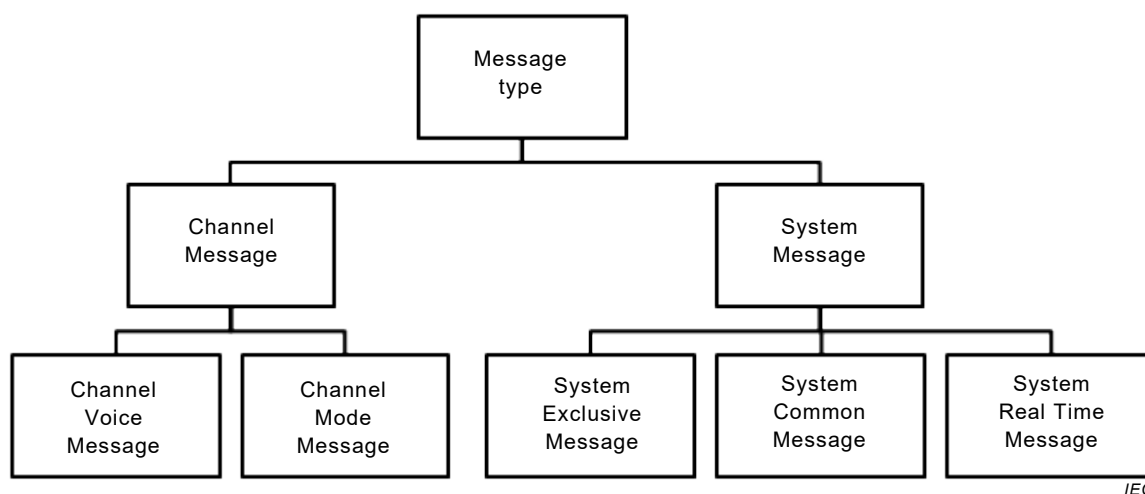 Message
type
Channel
Message
System
Message
Channel
Voice
Message
Channel
Mode
Message
System
Exclusive
Message
System
Common
Message
System
Real Time
Message